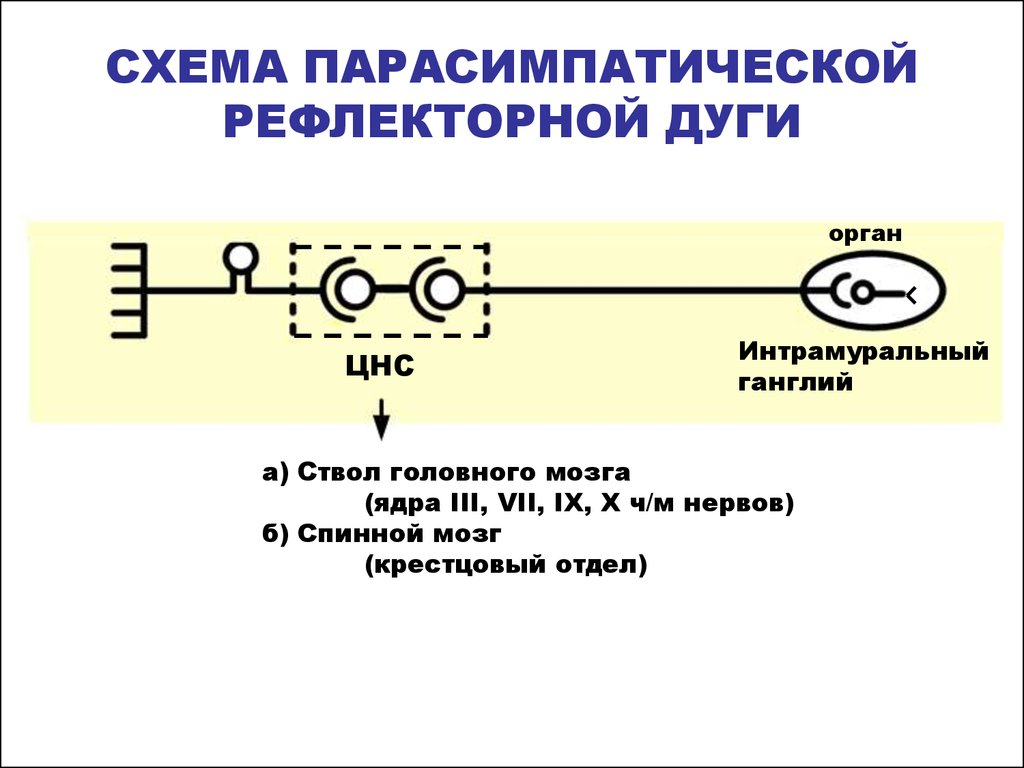 СХЕМА ПАРАСИМПАТИЧЕСКОЙ
РЕФЛЕКТОРНОЙ ДУГИ
орган
ЦНС
Интрамуральный
ганглий
а) Ствол головного мозга
(ядра III, VII, IX, X ч/м нервов)
б) Спинной мозг
(крестцовый отдел)